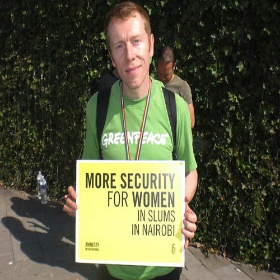 GREENPEACE
MORE SECURITY
FOR WOMEN
IN SLUMS
IN NAIROBI
AMNESTY
INTERNATIONAL